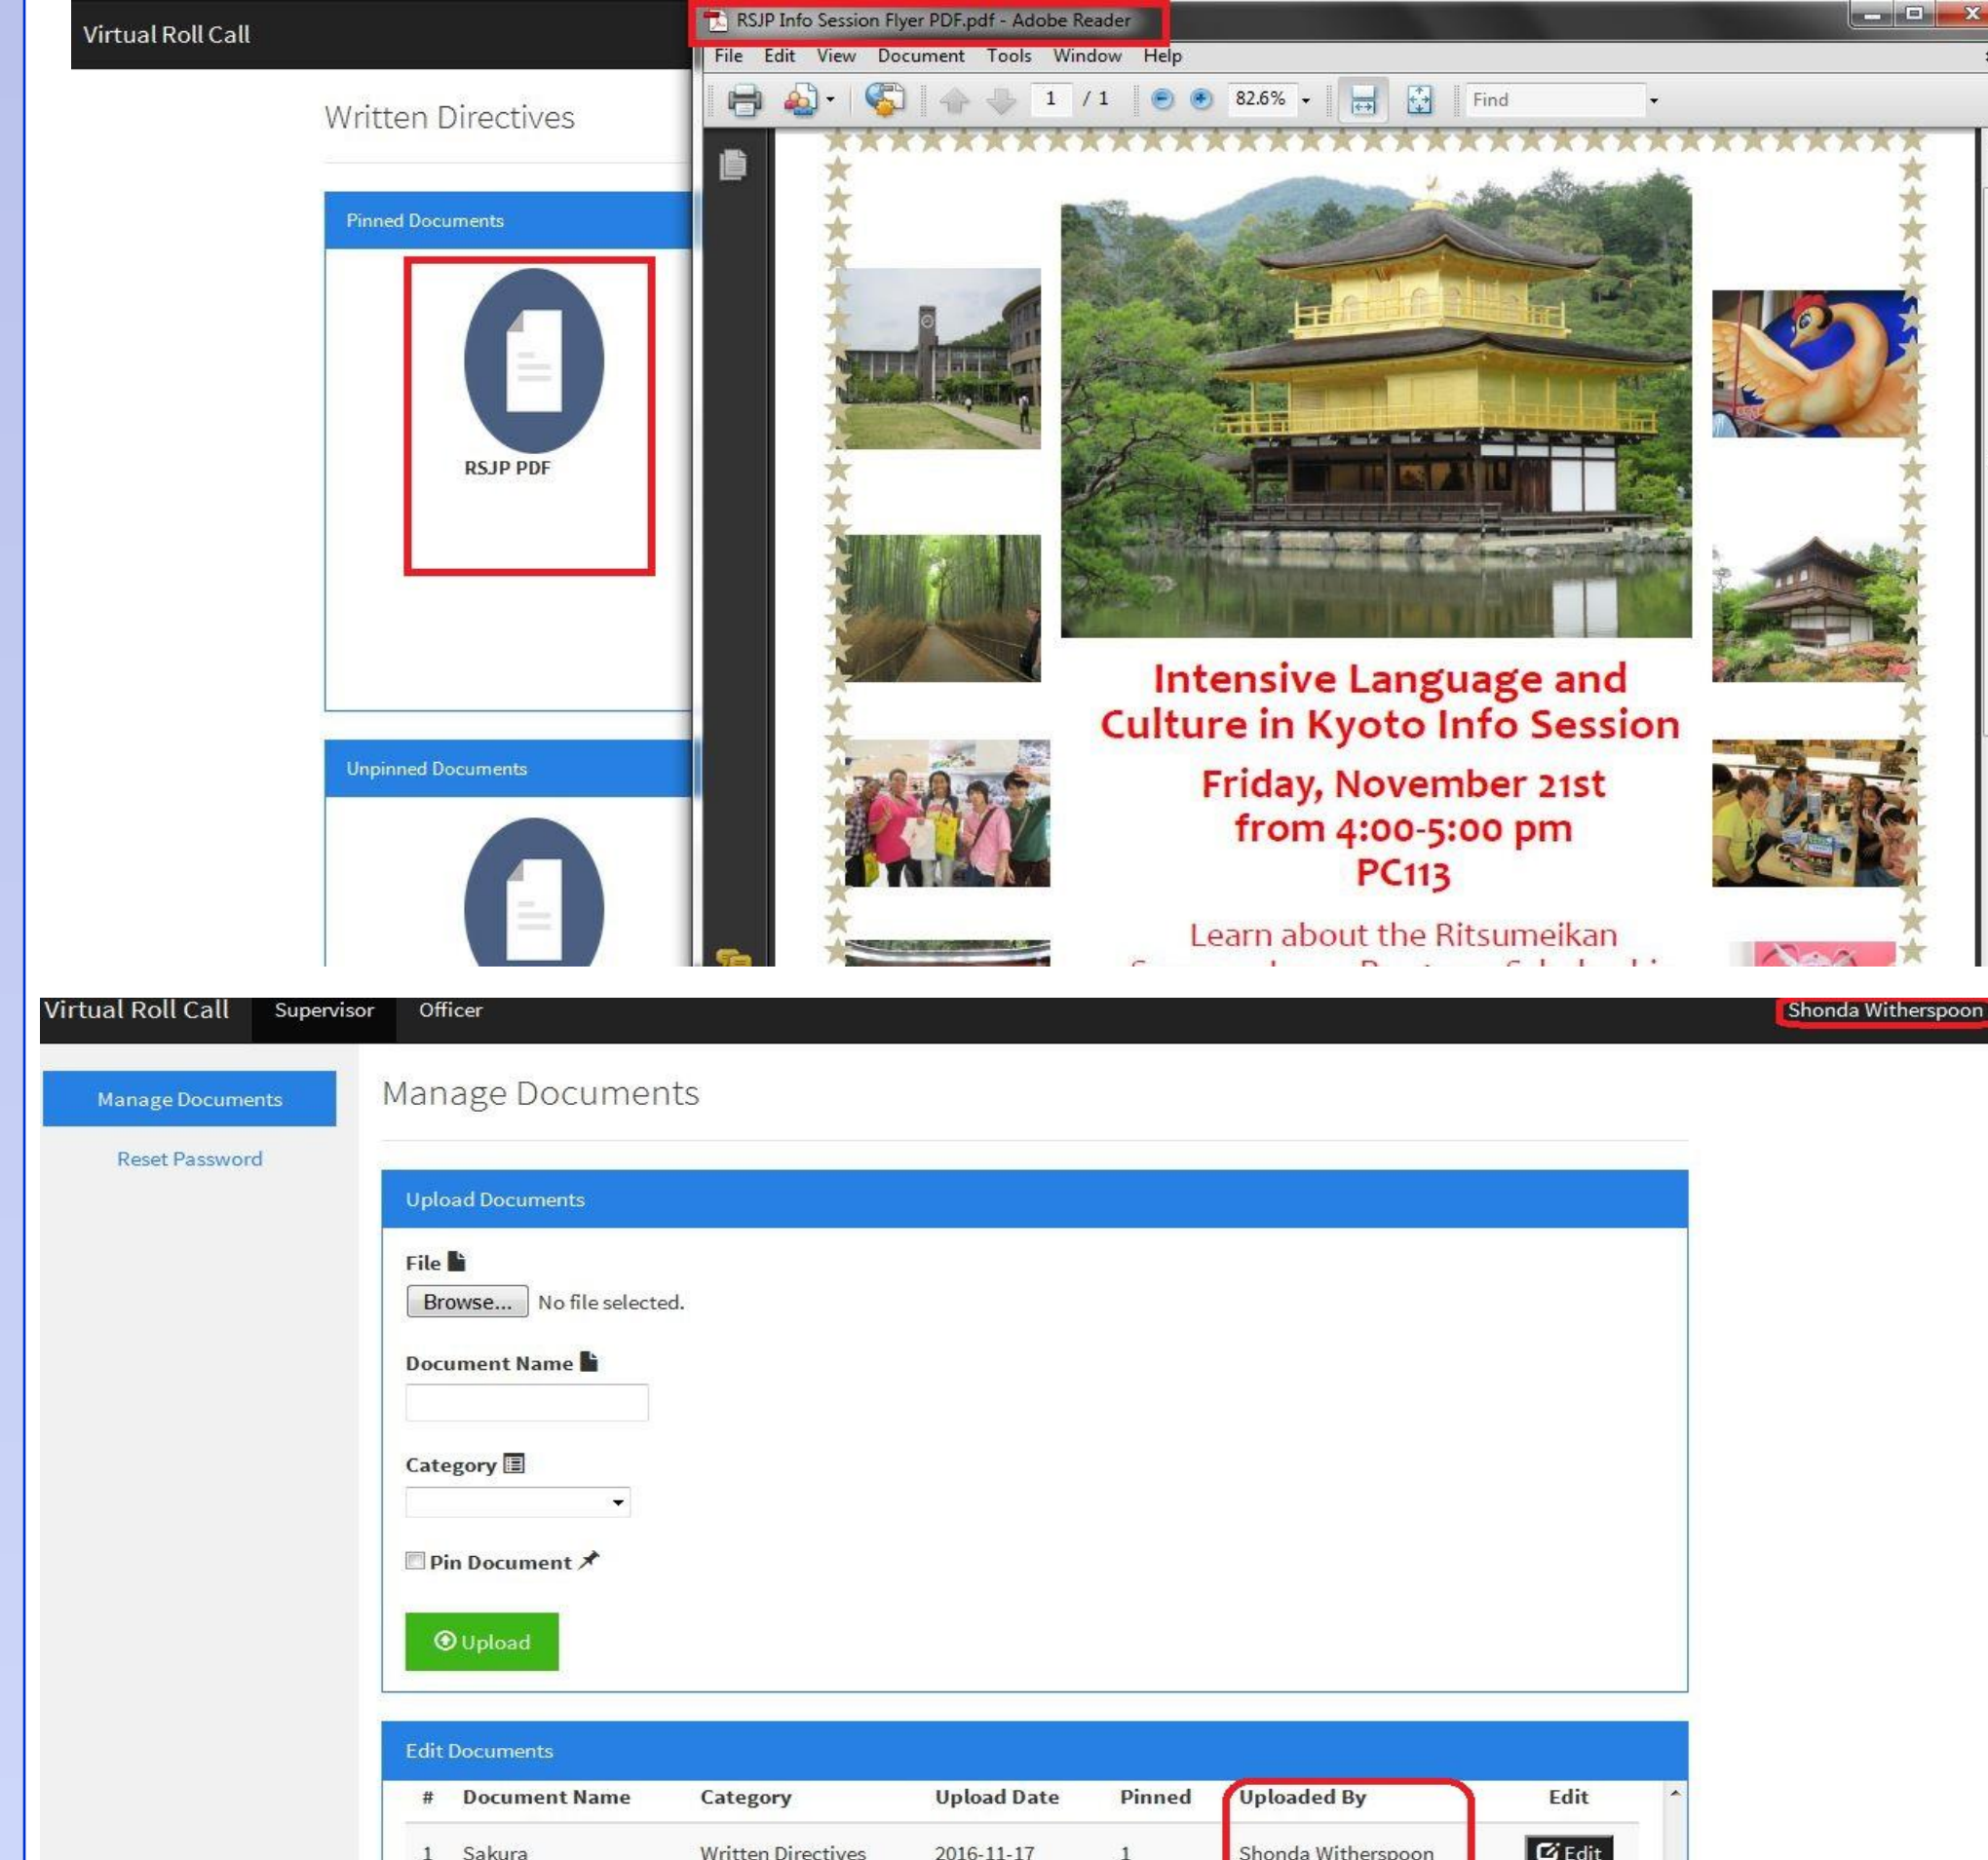 Virtual Roll Call
RSJP Info Session Flyer PDF.pdf - Adobe Reader
File Edit View Document Tools Window Help
1 / 1 82.6% Find
Written Directives
Pinned Documents
RSJP PDF
Unpinned Documents
Intensive Language and
Culture in Kyoto Info Session
Friday, November 21st
from 4:00-5:00 pm
PC113
Learn about the Ritsumeikan
Virtual Roll Call Supervisor Officer Shonda Witherspoon
Manage Documents
Reset Password
Manage Documents
Upload Documents
File
Browse... No file selected.
Document Name
Category
Pin Document
Upload
Edit Documents
# Document Name Category Upload Date Pinned Uploaded By Edit
1 Sakura Written Directives 2016-11-17 1 Shonda Witherspoon Edit